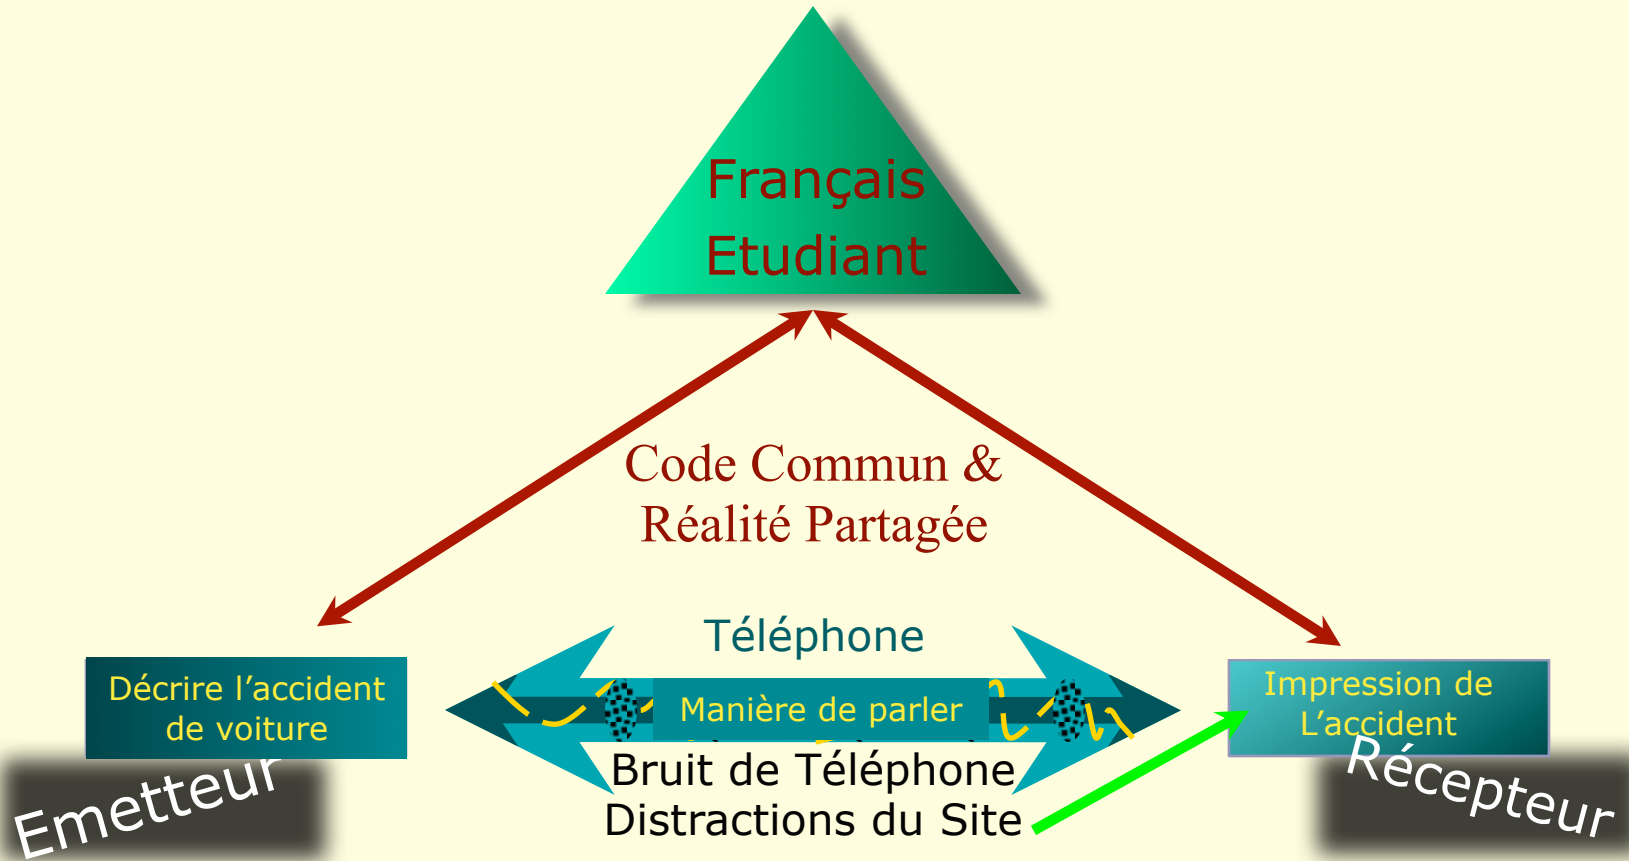 Français
Etudiant
Code Commun &
Réalité Partagée
Téléphone
Décrire l’accident
de voiture
Manière de parler
Impression de
L’accident
Bruit de Téléphone
Distractions du Site
Emetteur
Récepteur